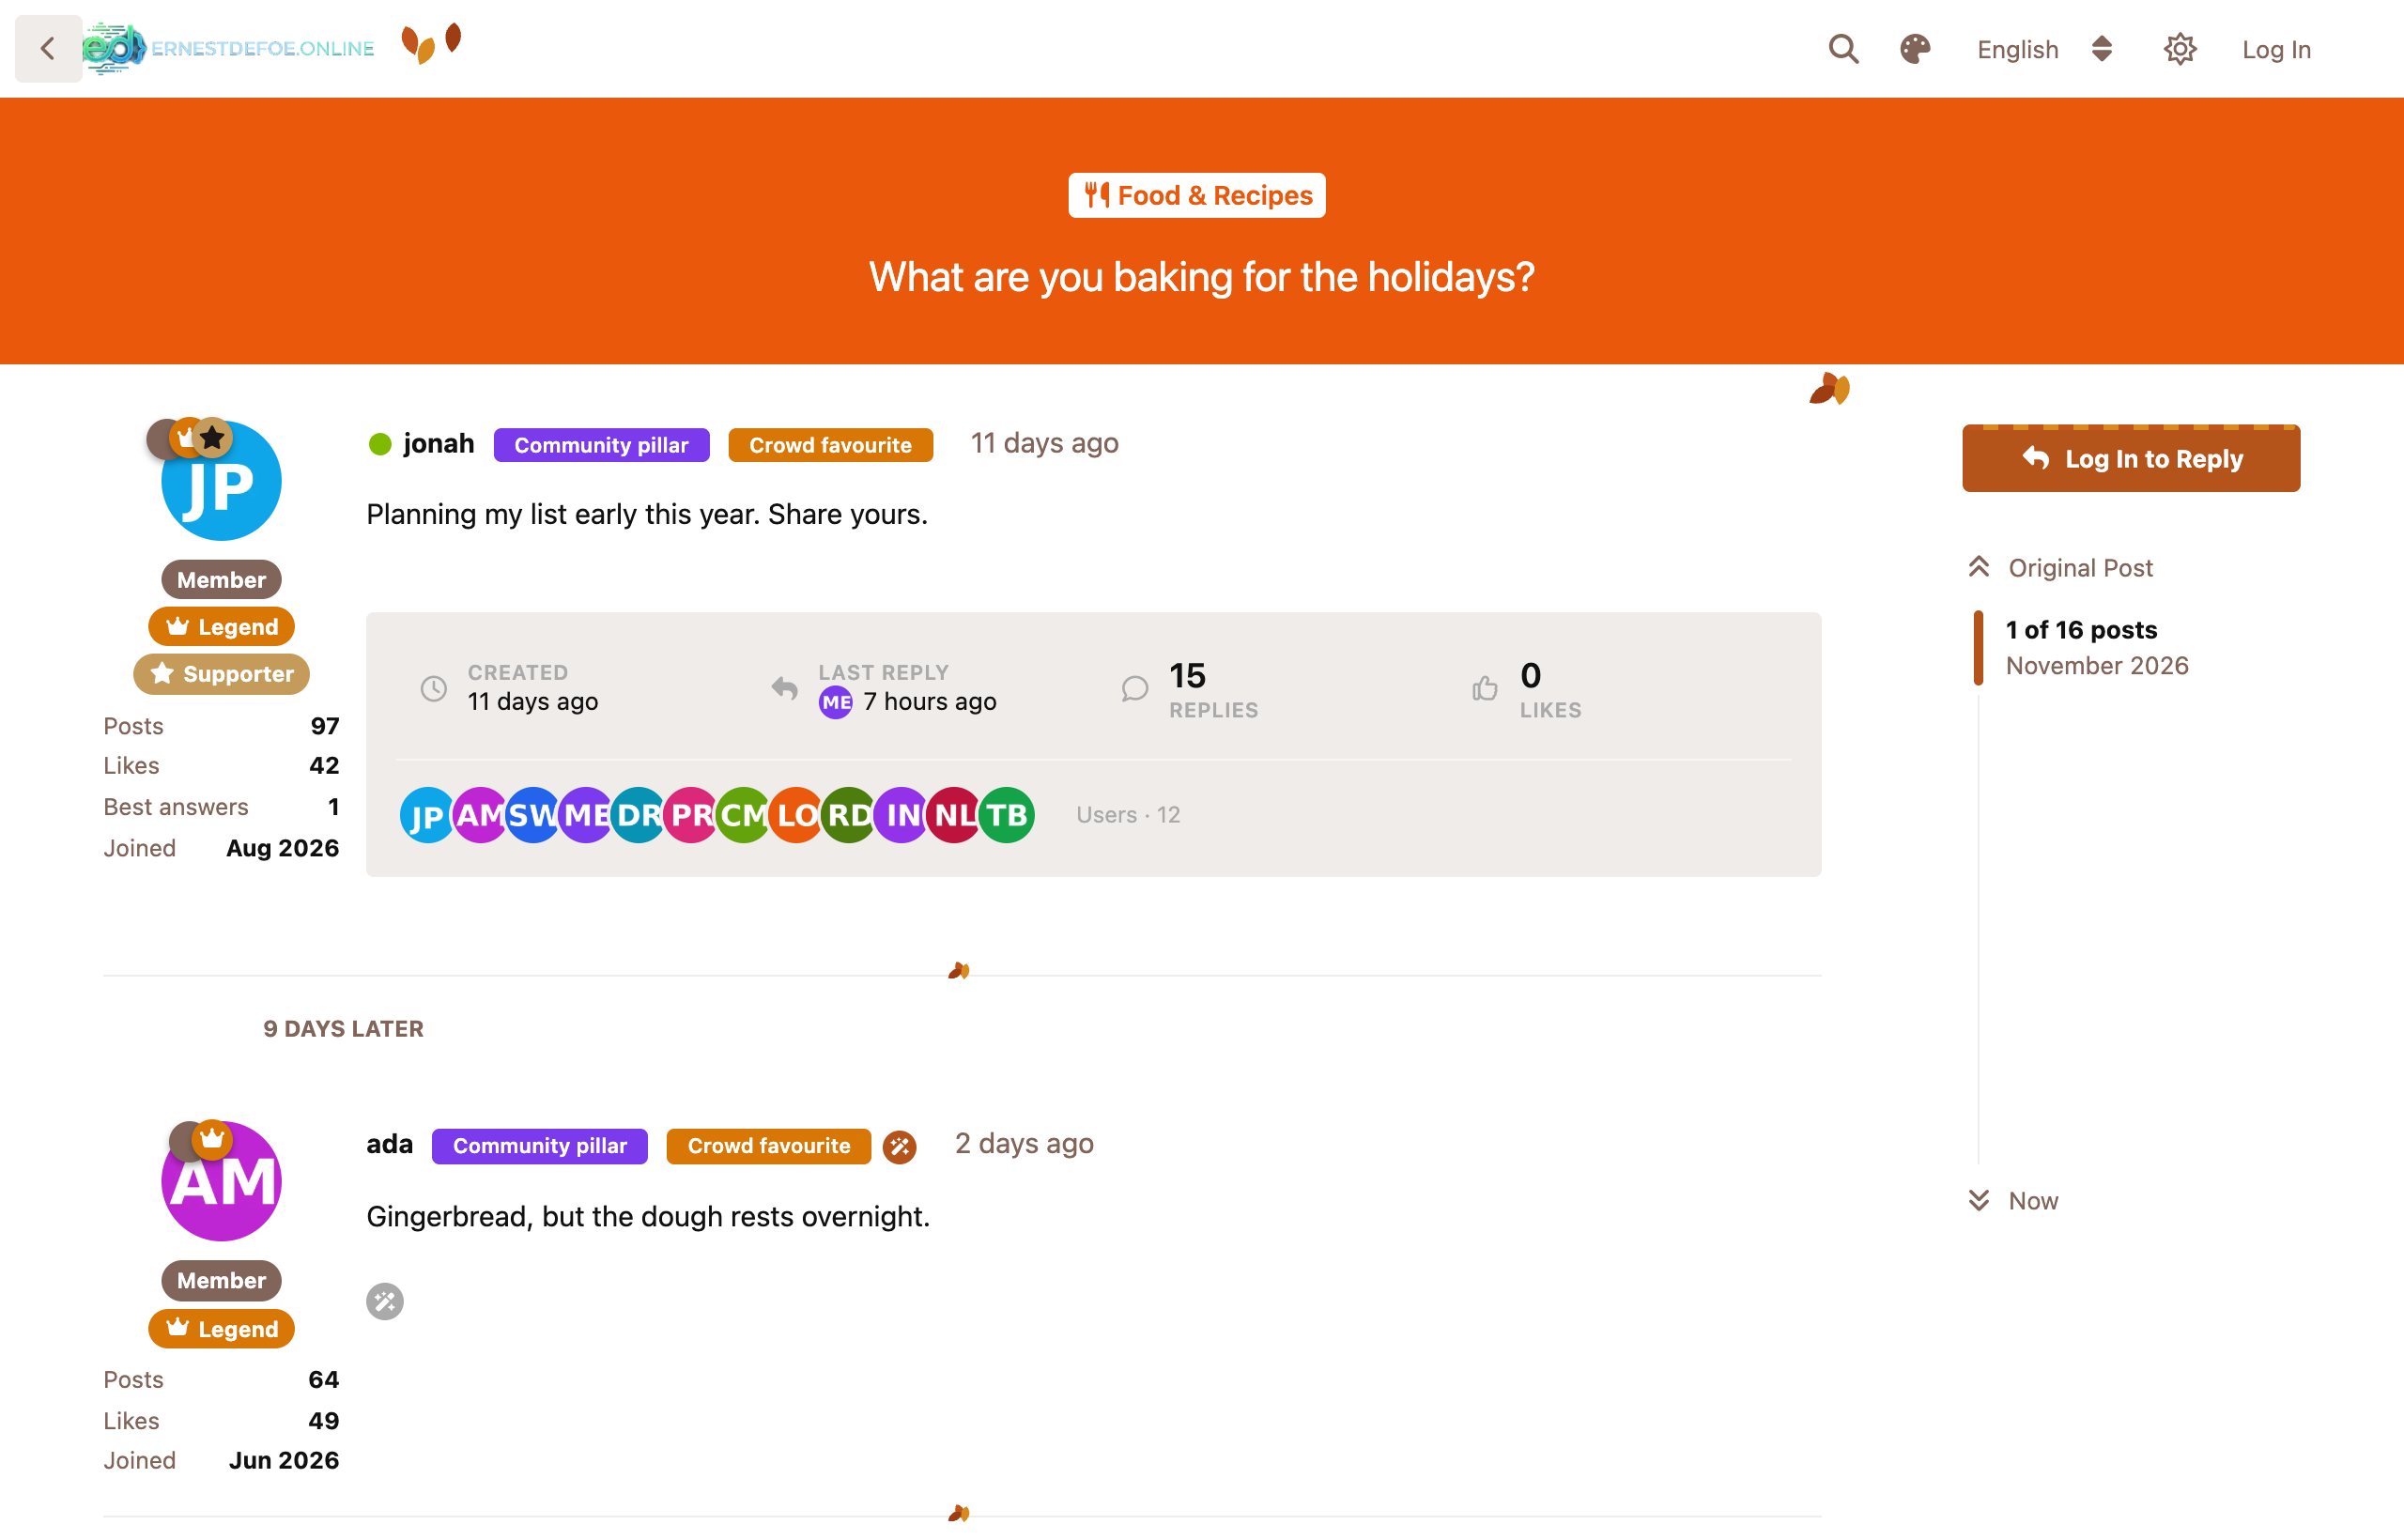 ed ERNESTDEFOE.ONLINE
English
Log In
Food & Recipes
What are you baking for the holidays?
JP
jonah Community pillar Crowd favourite 11 days ago
Planning my list early this year. Share yours.
Member
Legend
Supporter
Posts 97
Likes 42
Best answers 1
Joined Aug 2026
CREATED
11 days ago
LAST REPLY
ME 7 hours ago
15
REPLIES
0
LIKES
JP AM SW ME DR PR CM LO RD IN NL TB Users · 12
Log In to Reply
Original Post
1 of 16 posts
November 2026
Now
9 DAYS LATER
AM
ada Community pillar Crowd favourite 2 days ago
Gingerbread, but the dough rests overnight.
Member
Legend
Posts 64
Likes 49
Joined Jun 2026